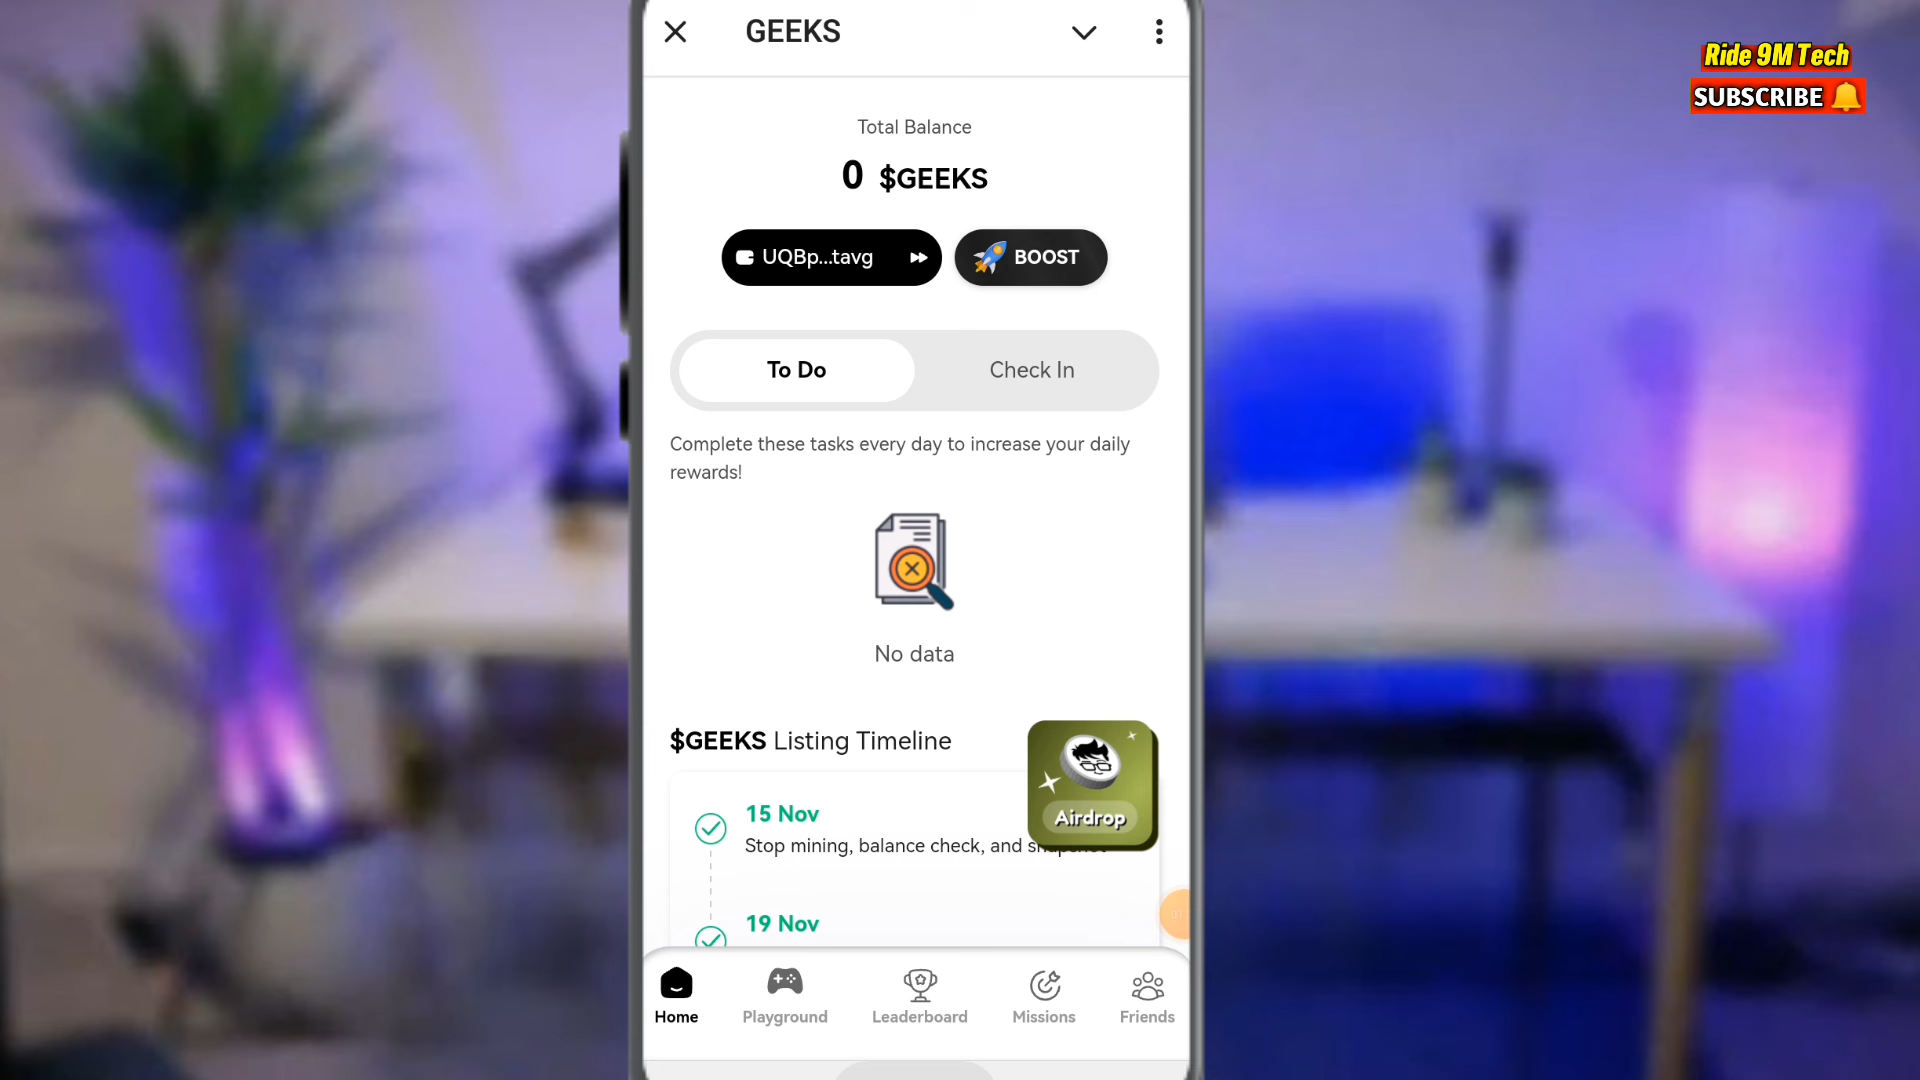 GEEKS
Ride 9M Tech
SUBSCRIBE
Total Balance
0 $GEEKS
UQBp...tavg
BOOST
To Do
Check In
Complete these tasks every day to increase your daily
rewards!
No data
$GEEKS Listing Timeline
Airdrop
15 Nov
Stop mining, balance check, and snapshot
19 Nov
Home
Playground
Leaderboard
Missions
Friends